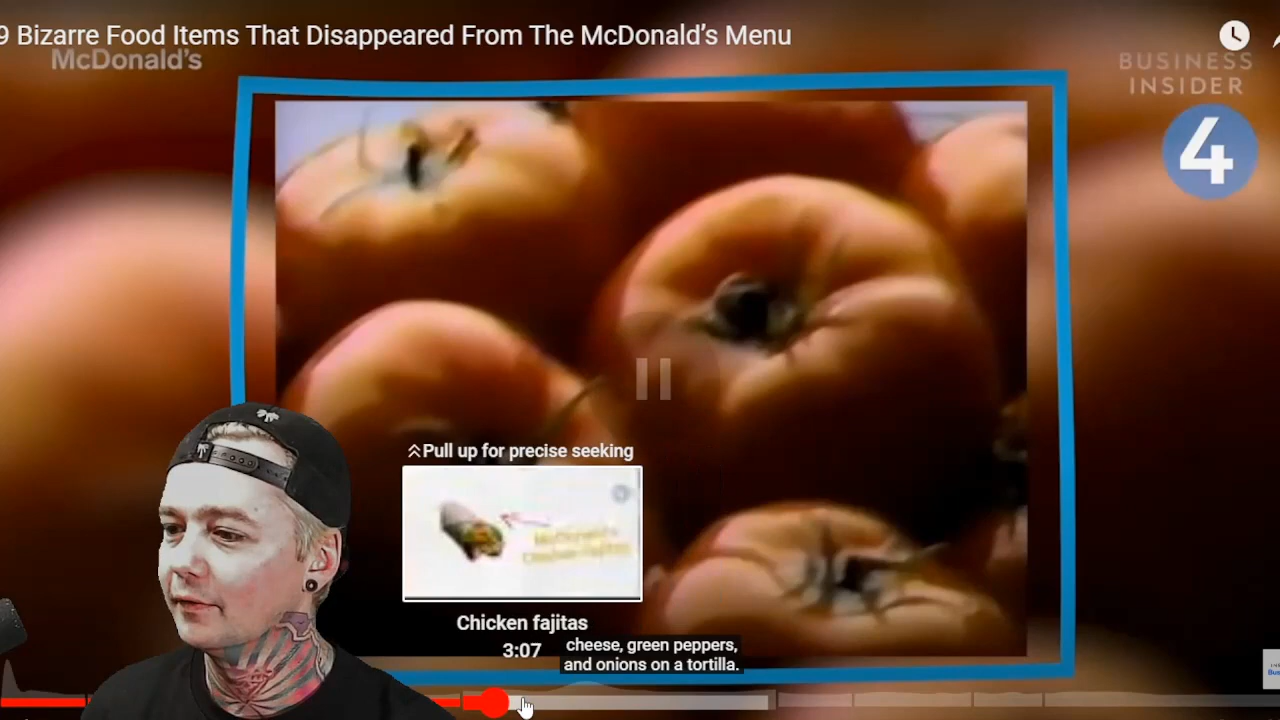 9 Bizarre Food Items That Disappeared From The McDonald's Menu
McDonald's
BUSINESS
INSIDER
4
Pull up for precise seeking
Chicken fajitas
3:07
cheese, green peppers,
and onions on a tortilla.